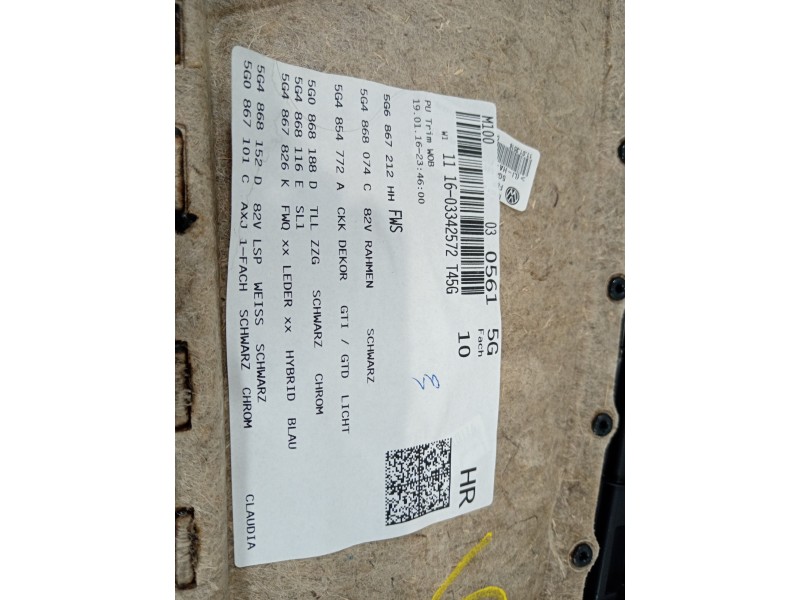 M100 03 0561 5G
Fach
W1 11 16-03342572 T45G 10
PU Trim WOB
19.01.16-23:46:00
HR
5G6 867 212 HH FWS
5G4 868 074 C 82V RAHMEN SCHWARZ
5G4 854 772 A CKK DEKOR GTI / GTD LICHT
5G0 868 188 D TLL ZZG SCHWARZ CHROM
5G4 868 116 E SL1
5G4 867 826 K FWQ XX LEDER XX HYBRID BLAU
5G4 868 152 D 82V LSP WEISS SCHWARZ
5G0 867 101 C AXJ 1-FACH SCHWARZ CHROM
CLAUDIA